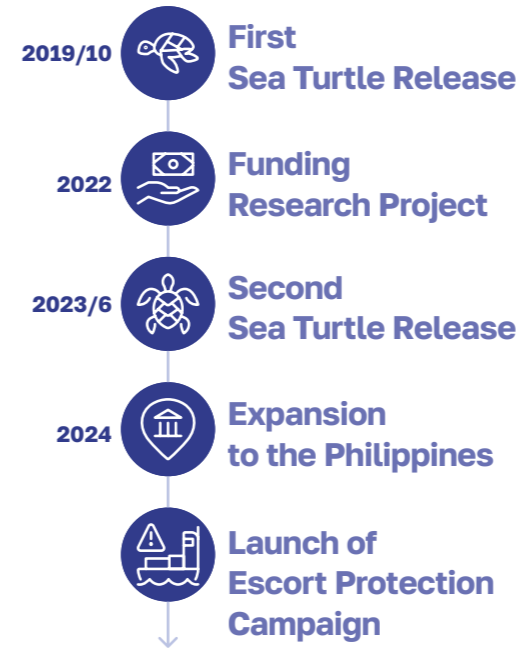 2019/10
First
Sea Turtle Release
2022
Funding
Research Project
2023/6
Second
Sea Turtle Release
2024
Expansion
to the Philippines
Launch of
Escort Protection
Campaign